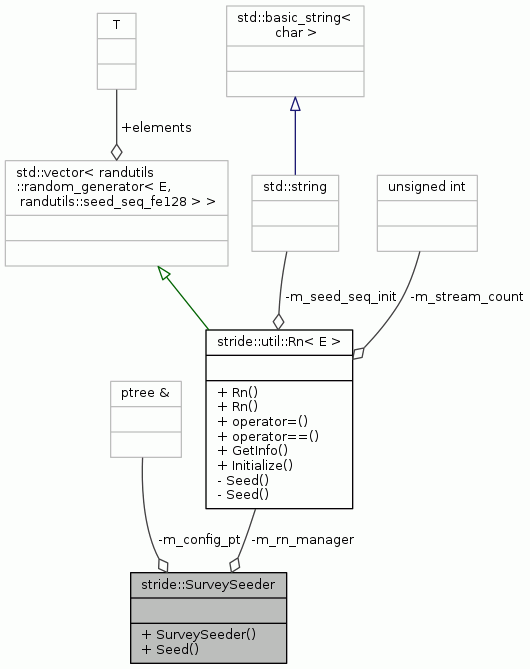 T
std::basic_string<
char >
+elements
std::vector< randutils
::random_generator< E,
randutils::seed_seq_fe128 > >
std::string
unsigned int
-m_seed_seq_init
-m_stream_count
stride::util::Rn< E >
+ Rn()
+ Rn()
+ operator=()
+ operator==()
+ GetInfo()
+ Initialize()
- Seed()
- Seed()
ptree &
-m_config_pt
-m_rn_manager
stride::SurveySeeder
+ SurveySeeder()
+ Seed()